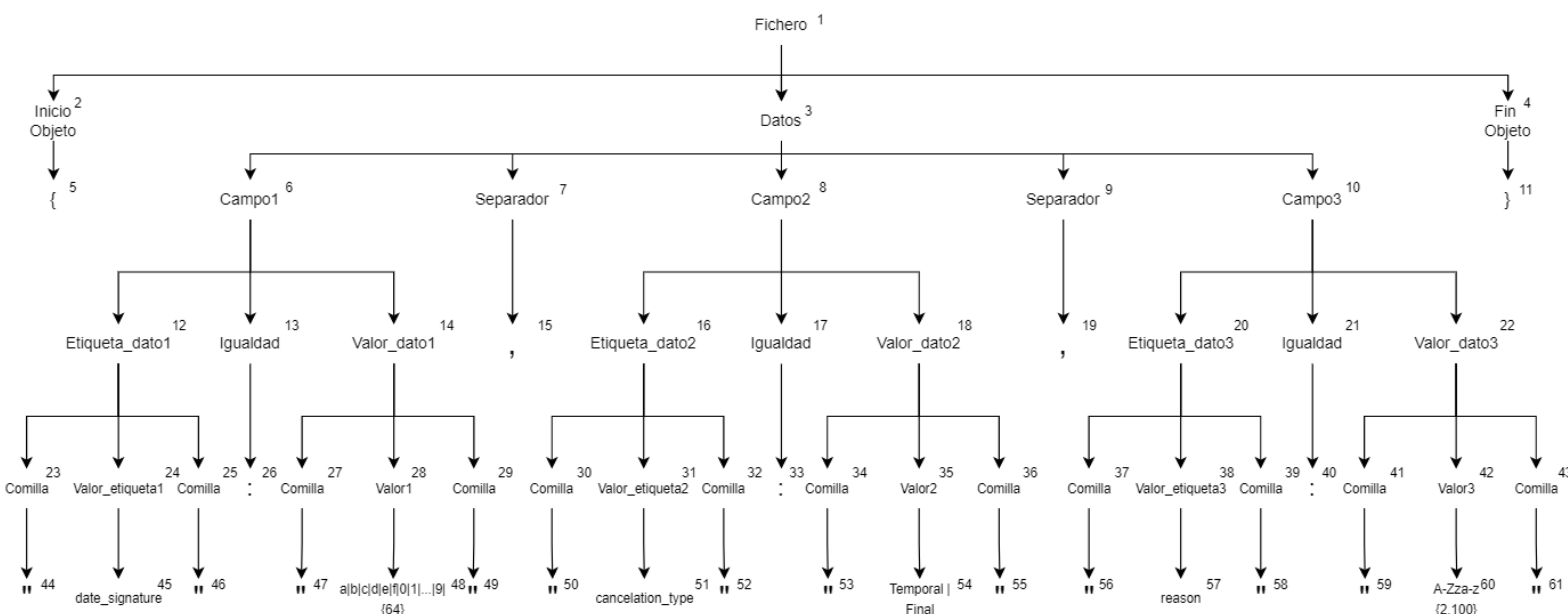 Fichero 1
Inicio 2
Objeto
Datos 3
Fin 4
Objeto
{ 5
Campo1 6
Separador 7
Campo2 8
Separador 9
Campo3 10
} 11
Etiqueta_dato1 12
Igualdad 13
Valor_dato1 14
, 15
Etiqueta_dato2 16
Igualdad 17
Valor_dato2 18
, 19
Etiqueta_dato3 20
Igualdad 21
Valor_dato3 22
Comilla 23
Valor_etiqueta1 24
Comilla 25
: 26
Comilla 27
Valor1 28
Comilla 29
Comilla 30
Valor_etiqueta2 31
Comilla 32
: 33
Comilla 34
Valor2 35
Comilla 36
Comilla 37
Valor_etiqueta3 38
Comilla 39
: 40
Comilla 41
Valor3 42
Comilla 43
" 44
date_signature 45
" 46
" 47
a|b|c|d|e|f|0|1|...|9| 48
{64}
" 49
" 50
cancelation_type 51
" 52
" 53
Temporal | 54
Final
" 55
" 56
reason 57
" 58
" 59
A-Zza-z 60
{2,100}
" 61